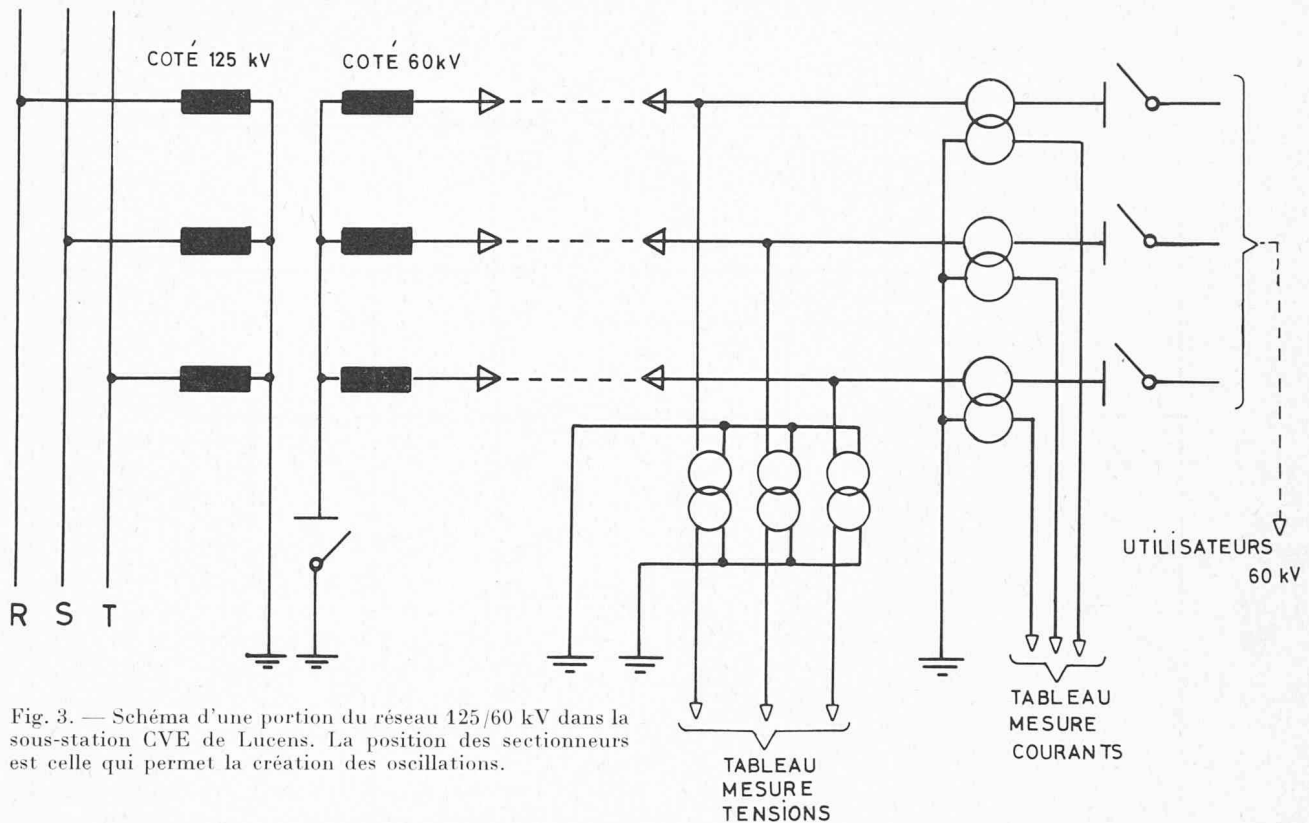 COTÉ 125 kV
COTÉ 60kV
R S T
UTILISATEURS
60 kV
TABLEAU
MESURE
COURANTS
TABLEAU
MESURE
TENSIONS
Fig. 3. — Schéma d'une portion du réseau 125/60 kV dans la
sous-station CVE de Lucens. La position des sectionneurs
est celle qui permet la création des oscillations.